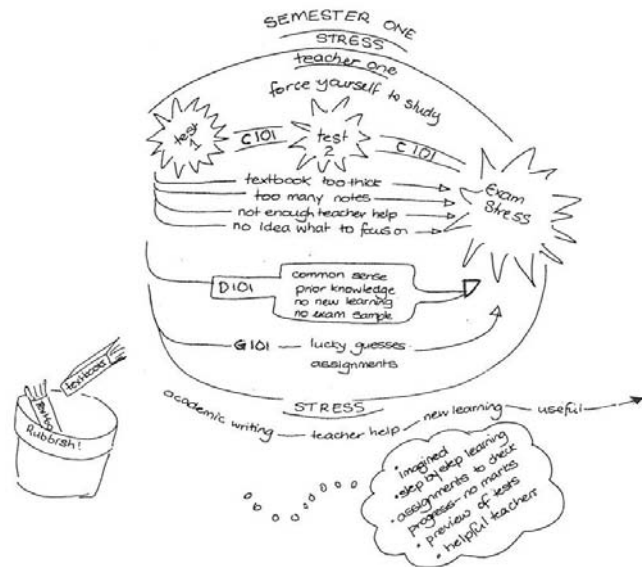 SEMESTER ONE
STRESS
teacher one
force yourself to study
test 1
C101
test 2
C101
Exam Stress
textbook too thick
too many notes
not enough teacher help
no idea what to focus on
D101
common sense
prior knowledge
no new learning
no exam sample
G101
lucky guesses
assignments
STRESS
academic writing
teacher help
new learning
useful
textbooks
Rubbish!
• imagined
• step by step learning
• assignments to check
progress - no marks
• preview of tests
• helpful teachers